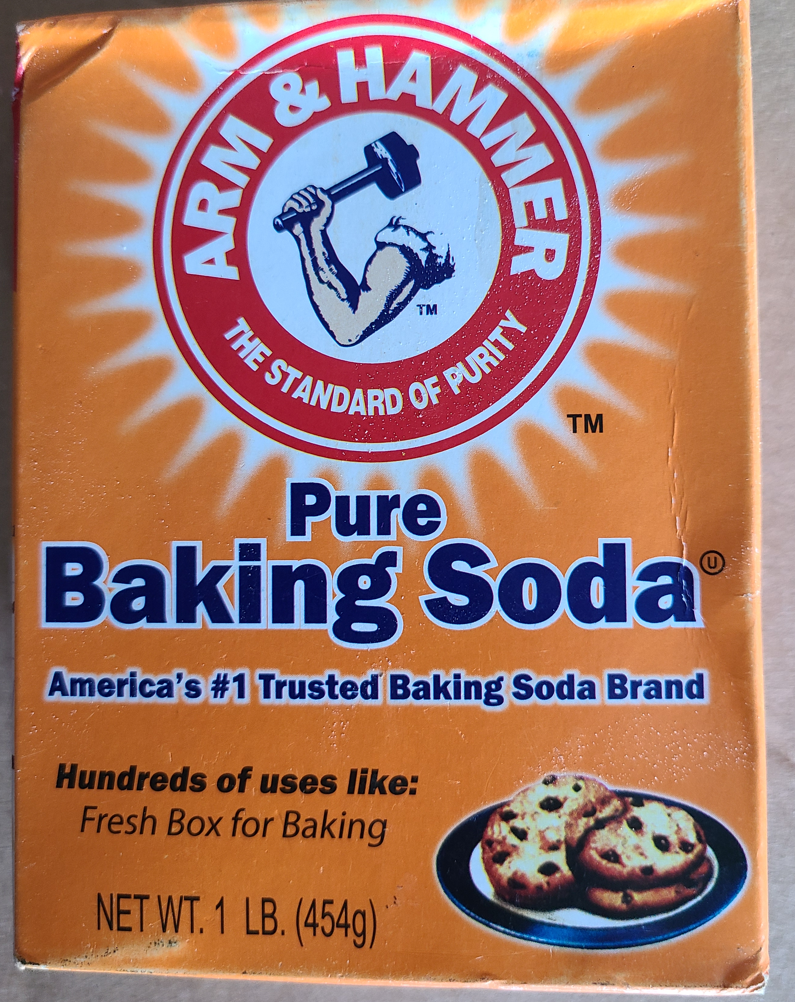 ARM & HAMMER
TM
THE STANDARD OF PURITY
TM
Pure
Baking Soda Ⓤ
America's #1 Trusted Baking Soda Brand
Hundreds of uses like:
Fresh Box for Baking
NET WT. 1 LB. (454g)